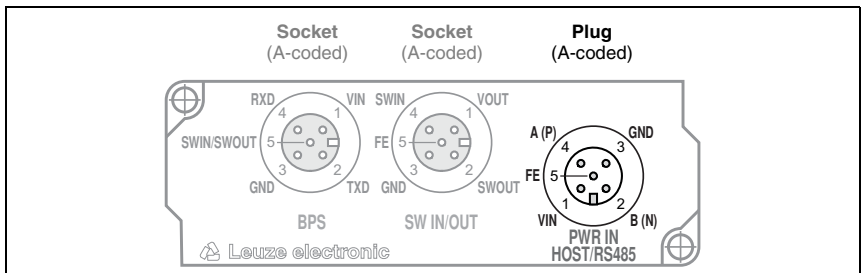 Socket Socket Plug
(A-coded) (A-coded) (A-coded)
RXD VIN SWIN VOUT
4 1 4 1
A (P) GND
4 3
SWIN/SWOUT 5 FE 5
FE 5
3 2 3 2
GND TXD GND SWOUT
1 2
VIN B (N)
BPS SW IN/OUT
PWR IN
HOST/RS485
Leuze electronic